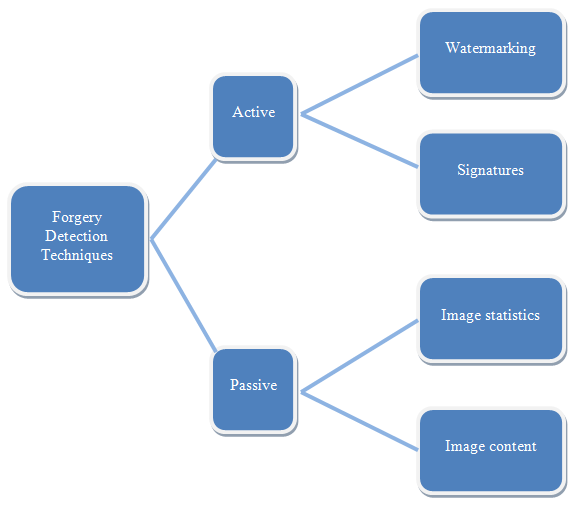 Forgery
Detection
Techniques
Active
Watermarking
Signatures
Passive
Image statistics
Image content